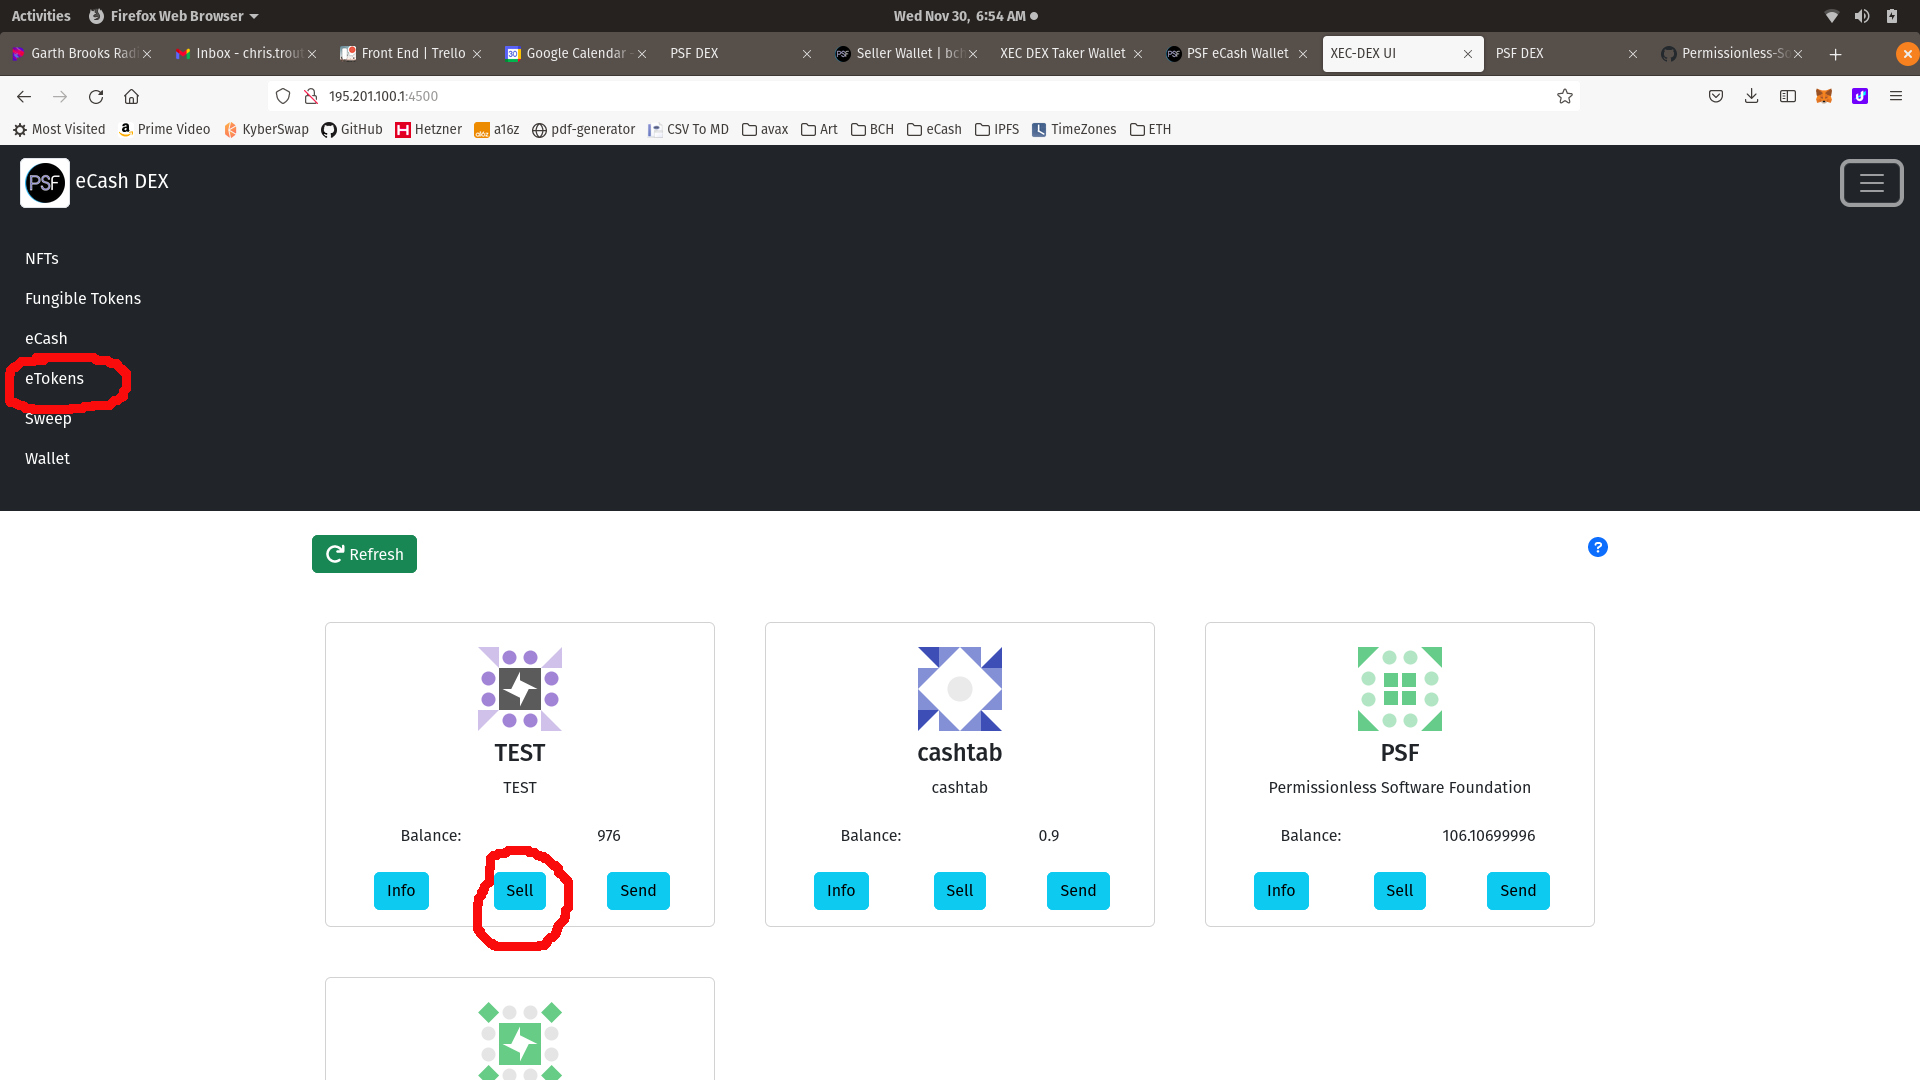 Activities Firefox Web Browser Wed Nov 30, 6:54 AM
Garth Brooks Rad Inbox - chris.trout Front End | Trello Google Calendar - PSF DEX Seller Wallet | bch XEC DEX Taker Wallet PSF eCash Wallet XEC-DEX UI PSF DEX Permissionless-So
195.201.100.1:4500
Most Visited Prime Video KyberSwap GitHub Hetzner a16z pdf-generator CSV To MD avax Art BCH eCash IPFS TimeZones ETH
PSF eCash DEX
NFTs
Fungible Tokens
eCash
eTokens
Sweep
Wallet
Refresh ?
TEST
TEST
Balance: 976
Info Sell Send
cashtab
cashtab
Balance: 0.9
Info Sell Send
PSF
Permissionless Software Foundation
Balance: 106.10699996
Info Sell Send